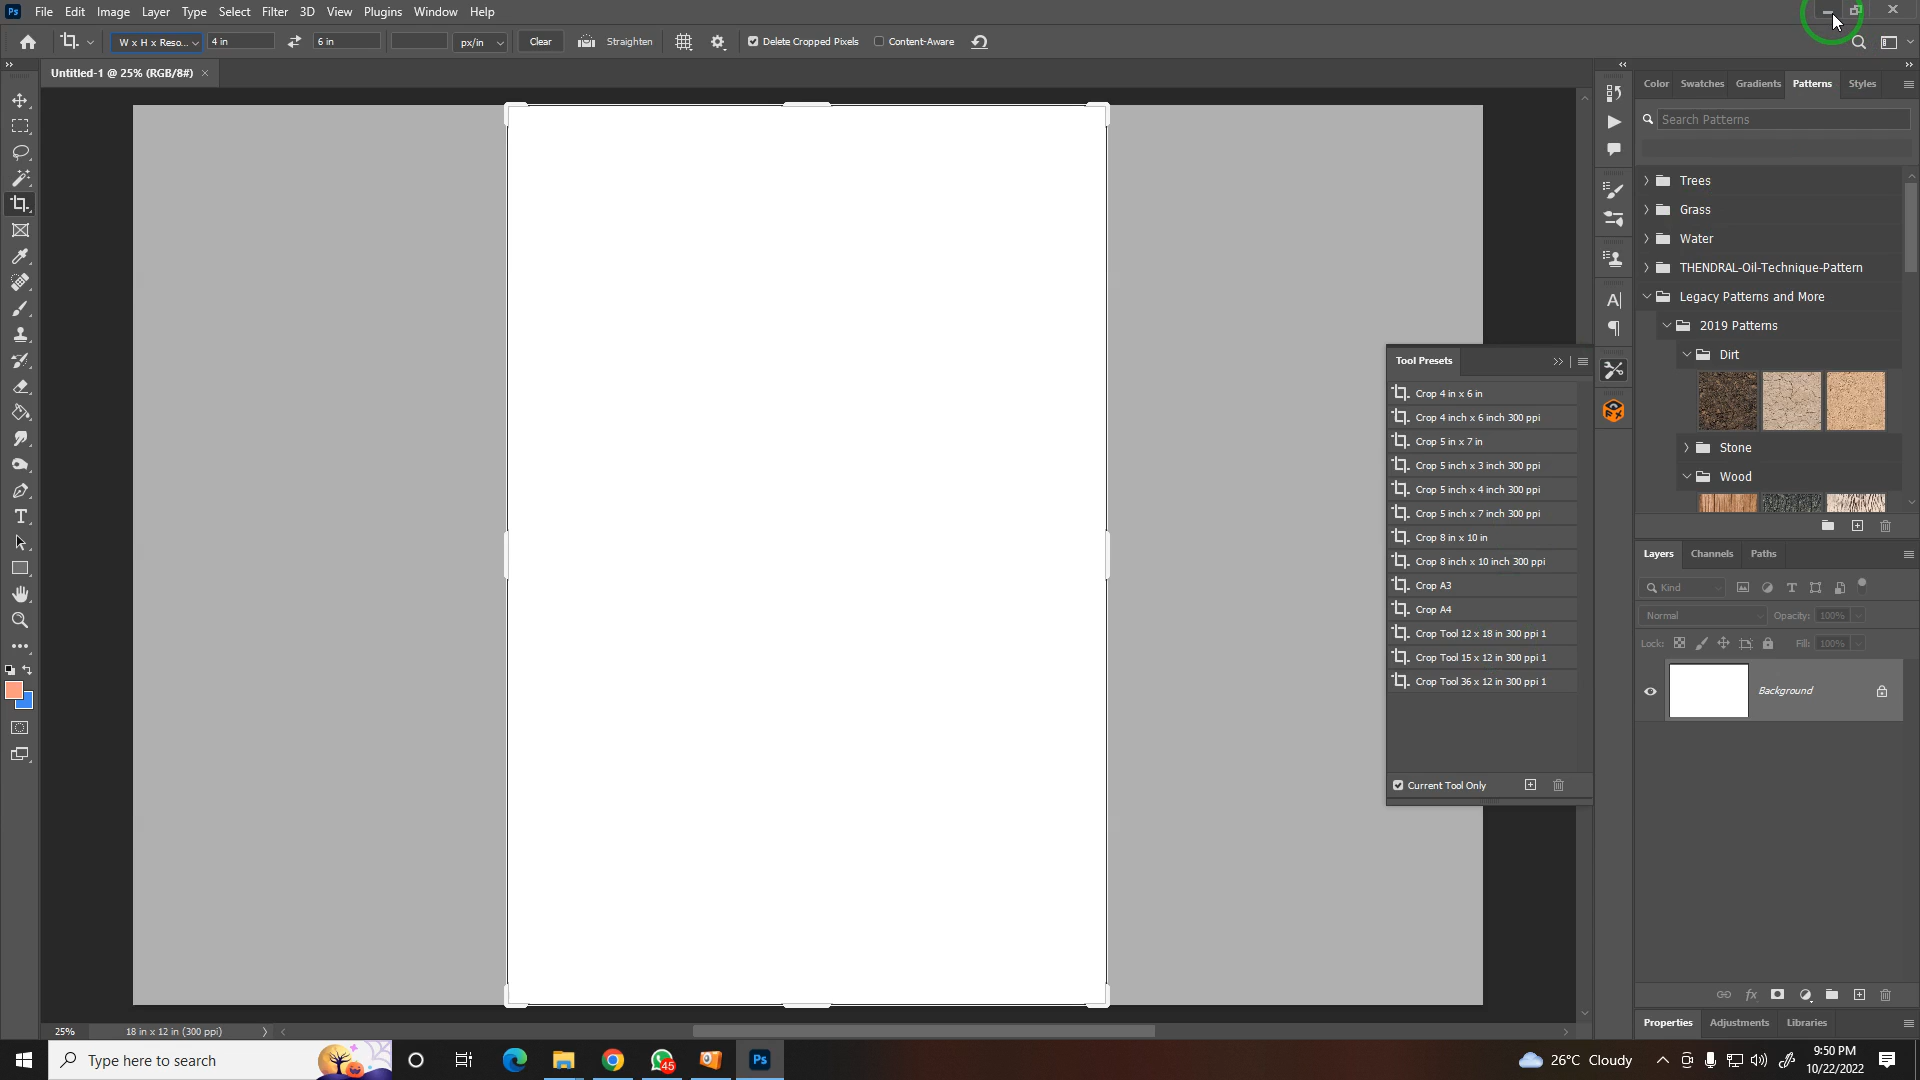 Ps File Edit Image Layer Type Select Filter 3D View Plugins Window Help
W x H x Reso... 4 in 6 in px/in Clear Straighten Delete Cropped Pixels Content-Aware
Untitled-1 @ 25% (RGB/8#) ×
Color Swatches Gradients Patterns Styles
Search Patterns
Trees
Grass
Water
THENDRAL-Oil-Technique-Pattern
Legacy Patterns and More
2019 Patterns
Dirt
Stone
Wood
Tool Presets
Crop 4 in x 6 in
Crop 4 inch x 6 inch 300 ppi
Crop 5 in x 7 in
Crop 5 inch x 3 inch 300 ppi
Crop 5 inch x 4 inch 300 ppi
Crop 5 inch x 7 inch 300 ppi
Crop 8 in x 10 in
Crop 8 inch x 10 inch 300 ppi
Crop A3
Crop A4
Crop Tool 12 x 18 in 300 ppi 1
Crop Tool 15 x 12 in 300 ppi 1
Crop Tool 36 x 12 in 300 ppi 1
Current Tool Only
Layers Channels Paths
Kind
Normal Opacity: 100%
Lock: Fill: 100%
Background
Properties Adjustments Libraries
25% 18 in x 12 in (300 ppi)
Type here to search 45 Ps 26°C Cloudy 9:50 PM
10/22/2022